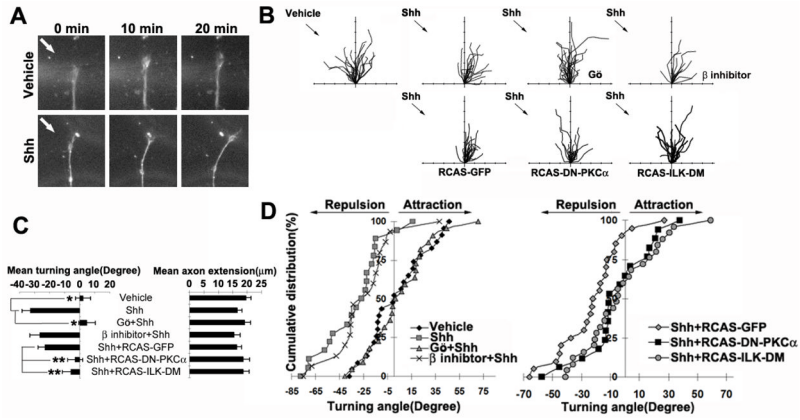 A
0 min 10 min 20 min
Vehicle
Shh
B
Vehicle Shh Shh Shh
Gö β inhibitor
Shh Shh Shh
RCAS-GFP RCAS-DN-PKCα RCAS-ILK-DM
C
Mean turning angle(Degree) Mean axon extension(µm)
-40 -30 -20 -10 0 10 20 0 5 10 15 20 25
* Vehicle
Shh
* Gö+Shh
β inhibitor+Shh
Shh+RCAS-GFP
** Shh+RCAS-DN-PKCα
** Shh+RCAS-ILK-DM
D
Repulsion Attraction
Cumulative distribution(%)
100
75
50
25
0
Vehicle
Shh
Gö+Shh
β inhibtor+Shh
-85 -65 -45 -25 -5 15 35 55 75
Turning angle(Degree)
Repulsion Attraction
100
5
50
25
0
Shh+RCAS-GFP
Shh+RCAS-DN-PKCα
Shh+RCAS-ILK-DM
-70 -50 -30 -10 10 30 50 70
Turning angle(Degree)